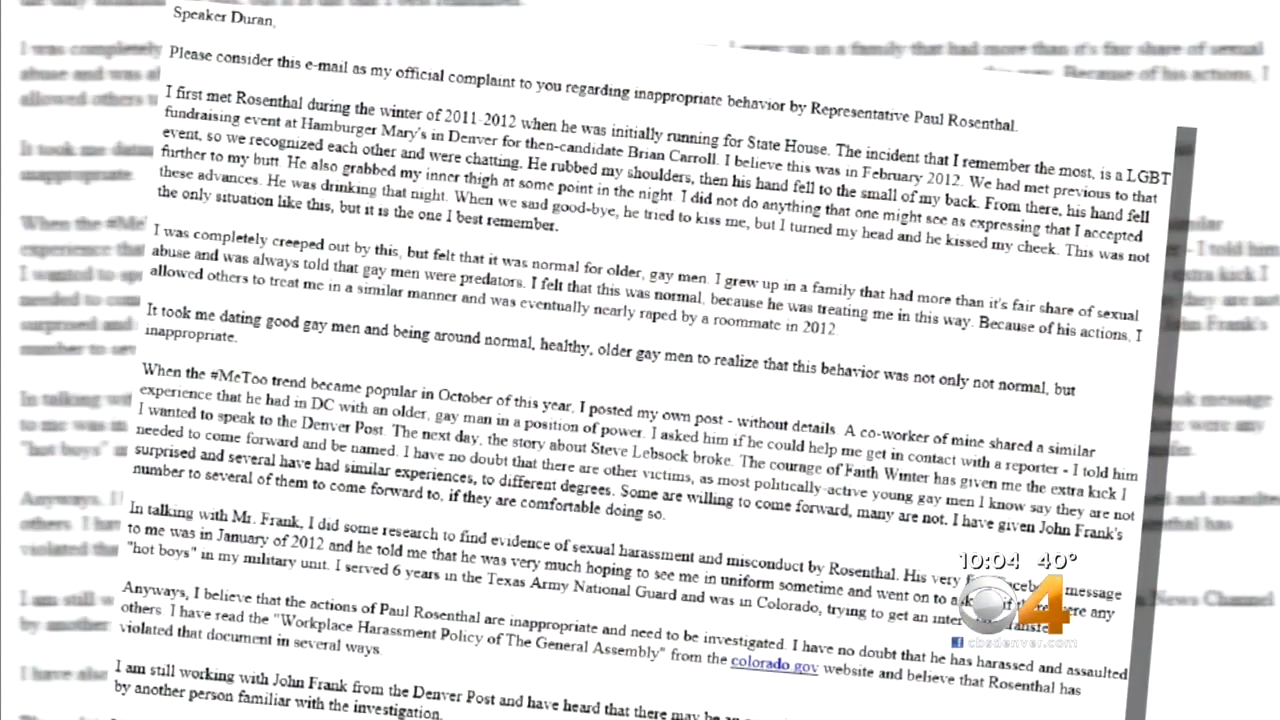 Speaker Duran,
Please consider this e-mail as my official complaint to you regarding inappropriate behavior by Representative Paul Rosenthal.
I first met Rosenthal during the winter of 2011-2012 when he was initially running for State House. The incident that I remember the most, is a LGBT
fundraising event at Hamburger Mary's in Denver for then-candidate Brian Carroll. I believe this was in February 2012. We had met previous to that
event, so we recognized each other and were chatting. He rubbed my shoulders, then his hand fell to the small of my back. From there, his hand fell
further to my butt. He also grabbed my inner thigh at some point in the night. I did not do anything that one might see as expressing that I accepted
these advances. He was drinking that night. When we said good-bye, he tried to kiss me, but I turned my head and he kissed my cheek. This was not
the only situation like this, but it is the one I best remember.
I was completely creeped out by this, but felt that it was normal for older, gay men. I grew up in a family that had more than it's fair share of sexual
abuse and was always told that gay men were predators. I felt that this was normal, because he was treating me in this way. Because of his actions, I
allowed others to treat me in a similar manner and was eventually nearly raped by a roommate in 2012.
It took me dating good gay men and being around normal, healthy, older gay men to realize that this behavior was not only not normal, but
inappropriate.
When the #MeToo trend became popular in October of this year, I posted my own post - without details. A co-worker of mine shared a similar
experience that he had in DC with an older, gay man in a position of power. I asked him if he could help me get in contact with a reporter - I told him
I wanted to speak to the Denver Post. The next day, the story about Steve Lebsock broke. The courage of Faith Winter has given me the extra kick I
needed to come forward and be named. I have no doubt that there are other victims, as most politically-active young gay men I know say they are not
surprised and several have had similar experiences, to different degrees. Some are willing to come forward, many are not. I have given John Frank's
number to several of them to come forward to, if they are comfortable doing so.
In talking with Mr. Frank, I did some research to find evidence of sexual harassment and misconduct by Rosenthal. His very message
to me was in January of 2012 and he told me that he was very much hoping to see me in uniform sometime and went on to any
"hot boys" in my military unit. I served 6 years in the Texas Army National Guard and was in Colorado, trying to get an
Anyways, I believe that the actions of Paul Rosenthal are inappropriate and need to be investigated. I have no doubt that he has harassed and assaulted
others. I have read the "Workplace Harassment Policy of The General Assembly" from the colorado.gov website and believe that Rosenthal has
violated that document in several ways.
I am still working with John Frank from the Denver Post and have heard that there may be
by another person familiar with the investigation.
10:04 40°
4
cbsdenver.com